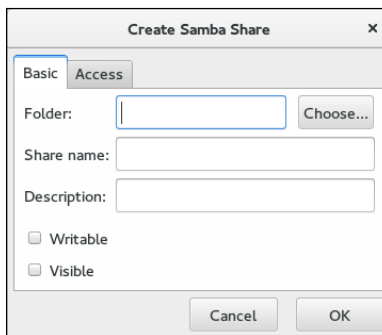 Create Samba Share ×
Basic Access
Folder: Choose...
Share name:
Description:
Writable
Visible
Cancel OK